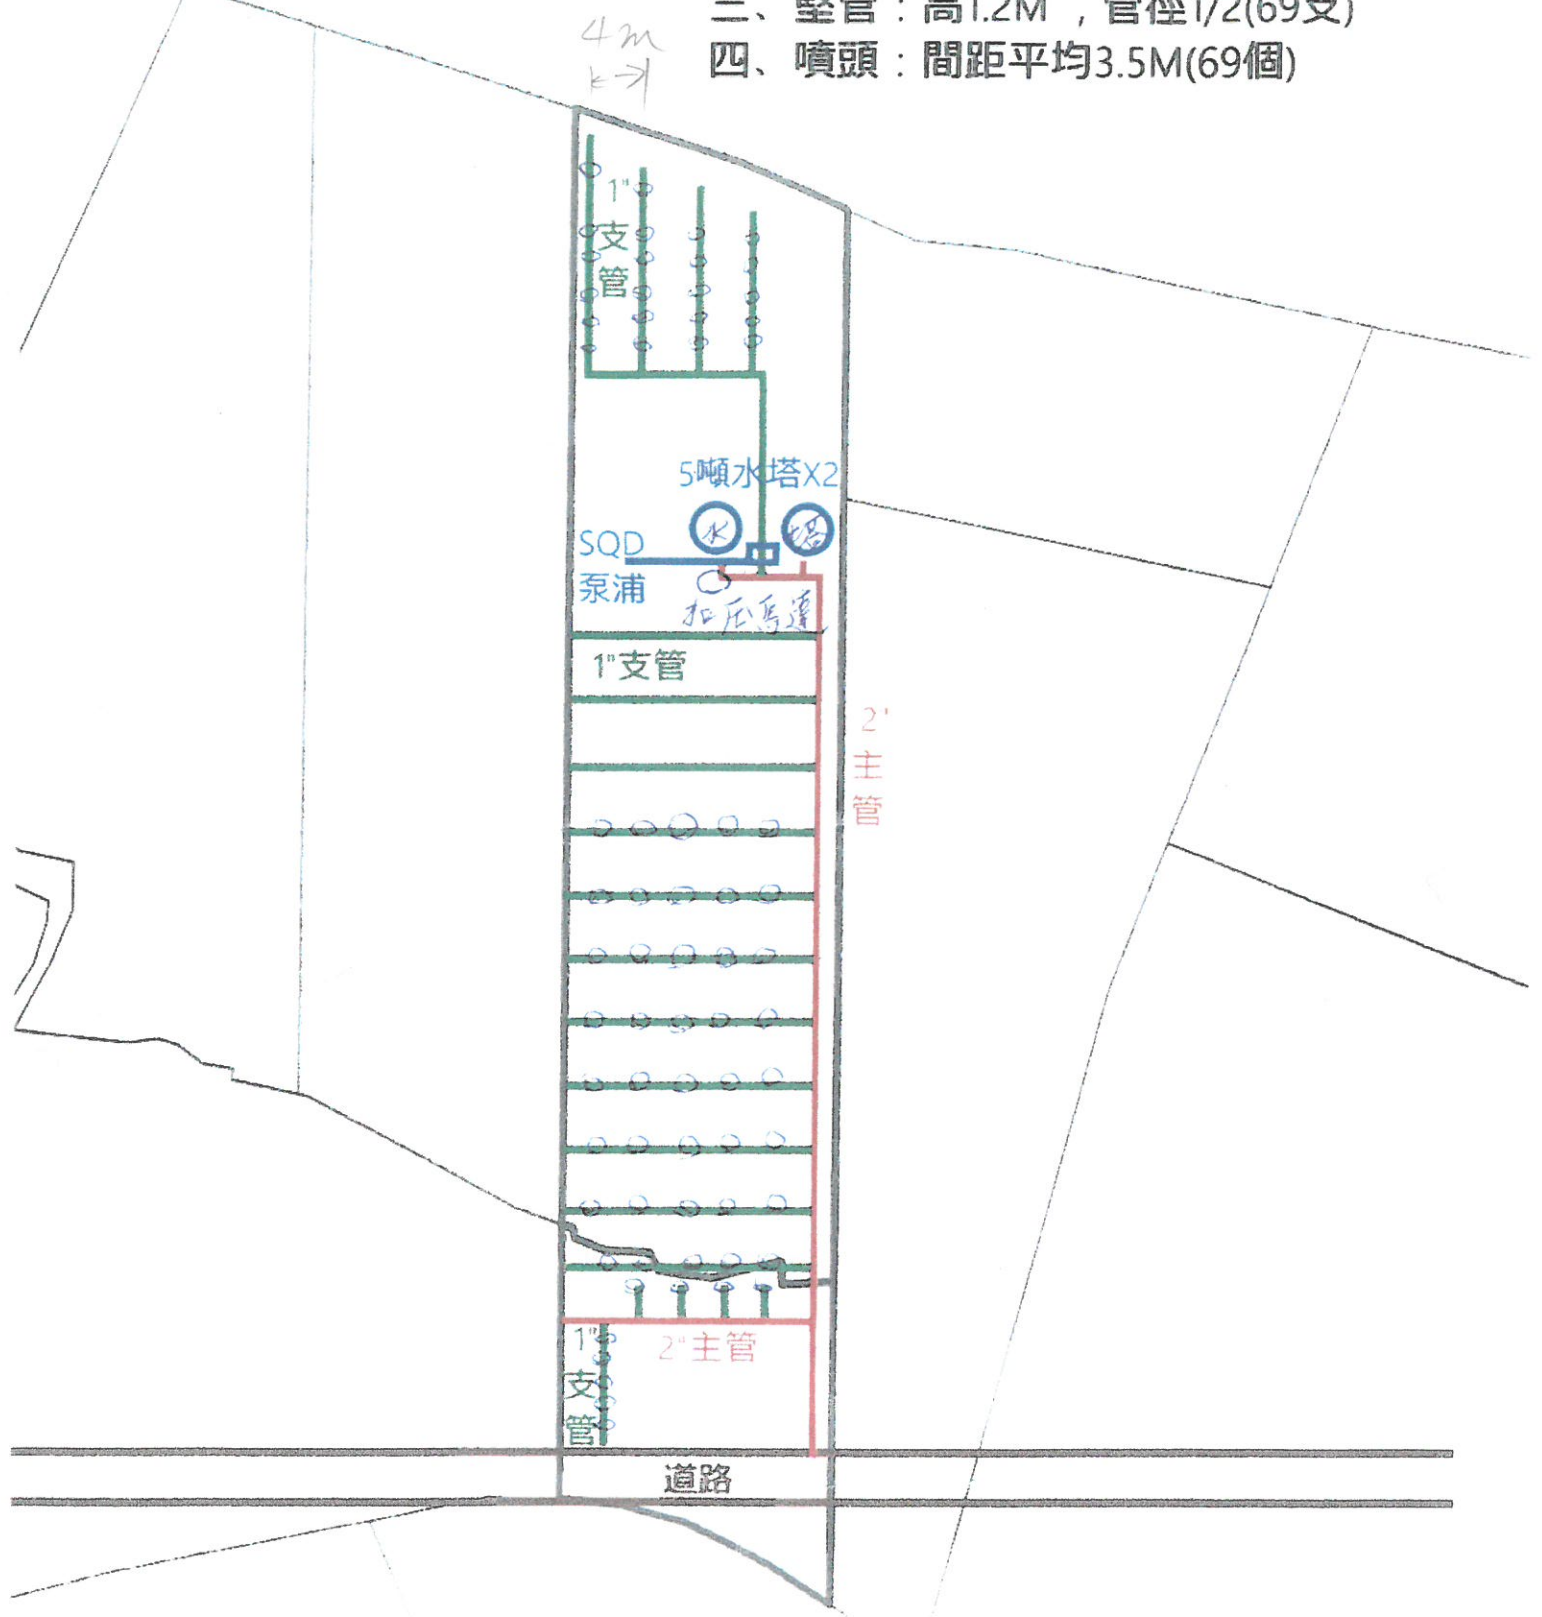 三、堅管：高1.2M ，管徑1/2(69支)
四、噴頭：間距平均3.5M(69個)
4m
1"支管
5噸水塔X2
水 塔
SQD
泵浦
加压馬達
1"支管
2'主管
2"主管
1"支管
道路